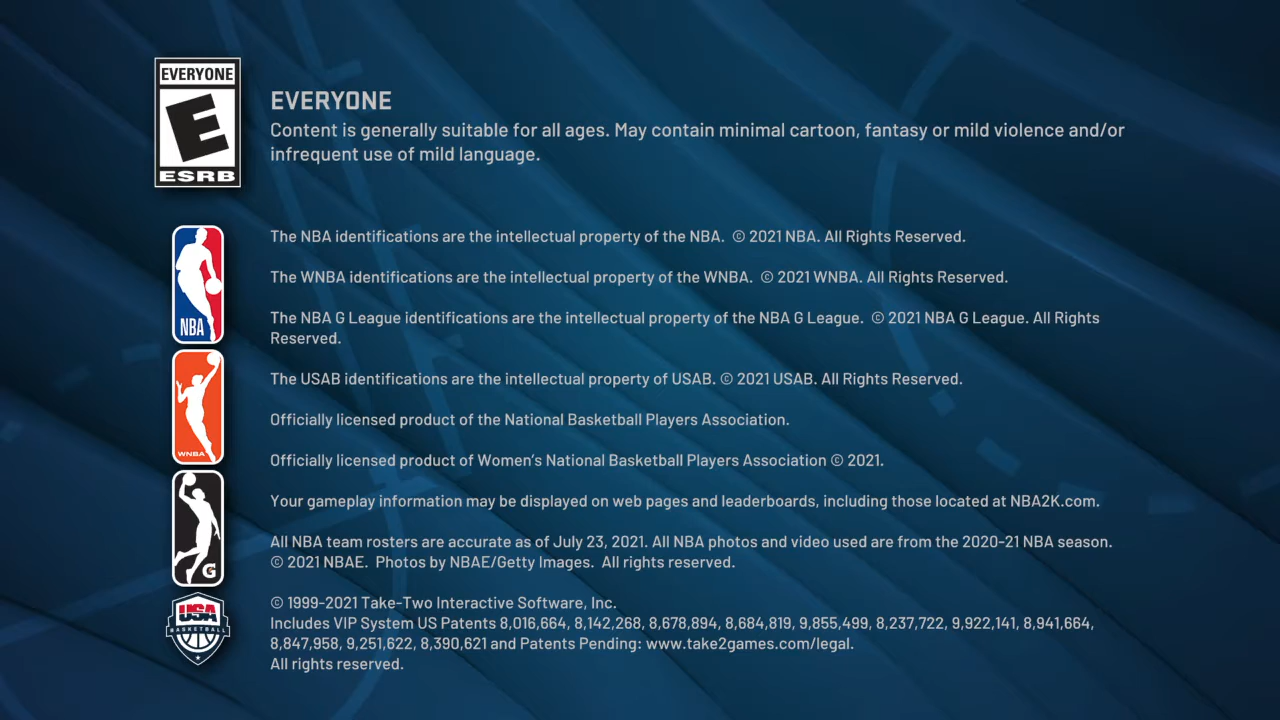 EVERYONE
E
ESRB
EVERYONE
Content is generally suitable for all ages. May contain minimal cartoon, fantasy or mild violence and/or
infrequent use of mild language.
NBA
The NBA identifications are the intellectual property of the NBA.  © 2021 NBA. All Rights Reserved.
The WNBA identifications are the intellectual property of the WNBA.  © 2021 WNBA. All Rights Reserved.
The NBA G League identifications are the intellectual property of the NBA G League.  © 2021 NBA G League. All Rights
Reserved.
WNBA
The USAB identifications are the intellectual property of USAB. © 2021 USAB. All Rights Reserved.
Officially licensed product of the National Basketball Players Association.
Officially licensed product of Women’s National Basketball Players Association © 2021.
G
Your gameplay information may be displayed on web pages and leaderboards, including those located at NBA2K.com.
All NBA team rosters are accurate as of July 23, 2021. All NBA photos and video used are from the 2020-21 NBA season.
© 2021 NBAE.  Photos by NBAE/Getty Images.  All rights reserved.
USA
BASKETBALL
© 1999-2021 Take-Two Interactive Software, Inc.
Includes VIP System US Patents 8,016,664, 8,142,268, 8,678,894, 8,684,819, 9,855,499, 8,237,722, 9,922,141, 8,941,664,
8,847,958, 9,251,622, 8,390,621 and Patents Pending: www.take2games.com/legal.
All rights reserved.